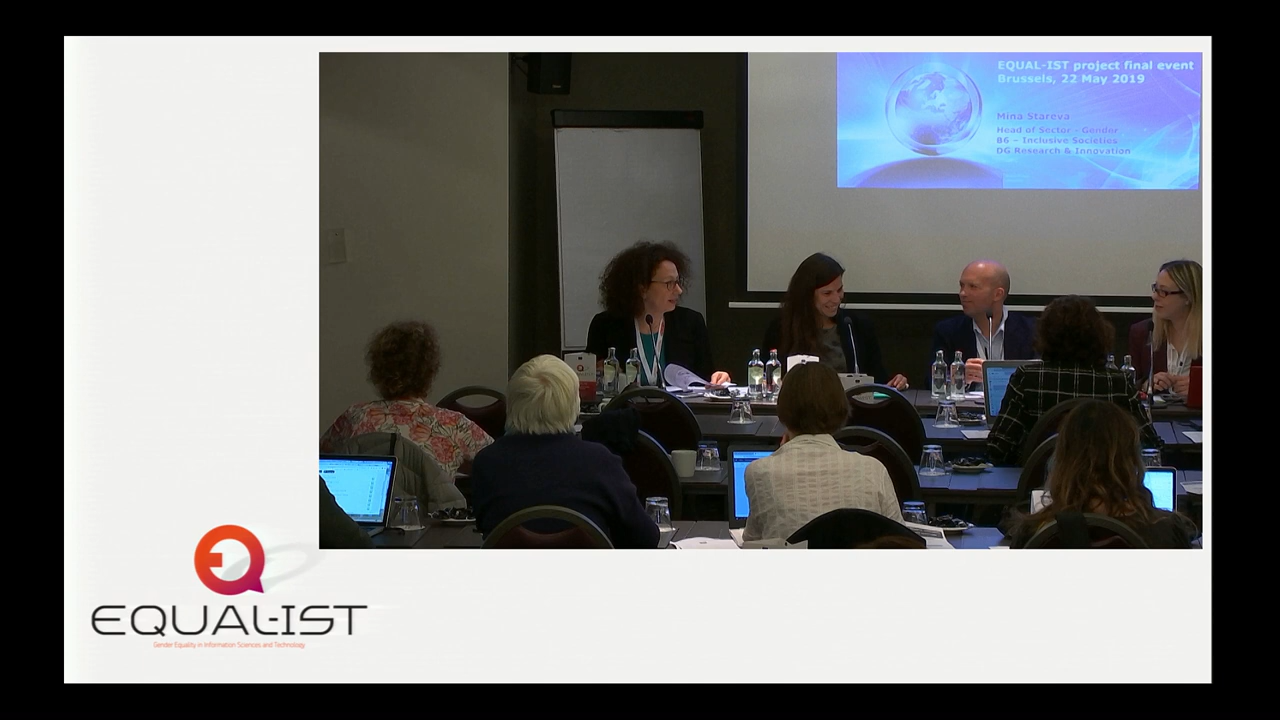 EQUAL-IST project final event
Brussels, 22 May 2019
Mina Stareva
Head of Sector - Gender
B6 – Inclusive Societies
DG Research & Innovation
EQUAL-IST
Gender Equality in Information Sciences and Technology